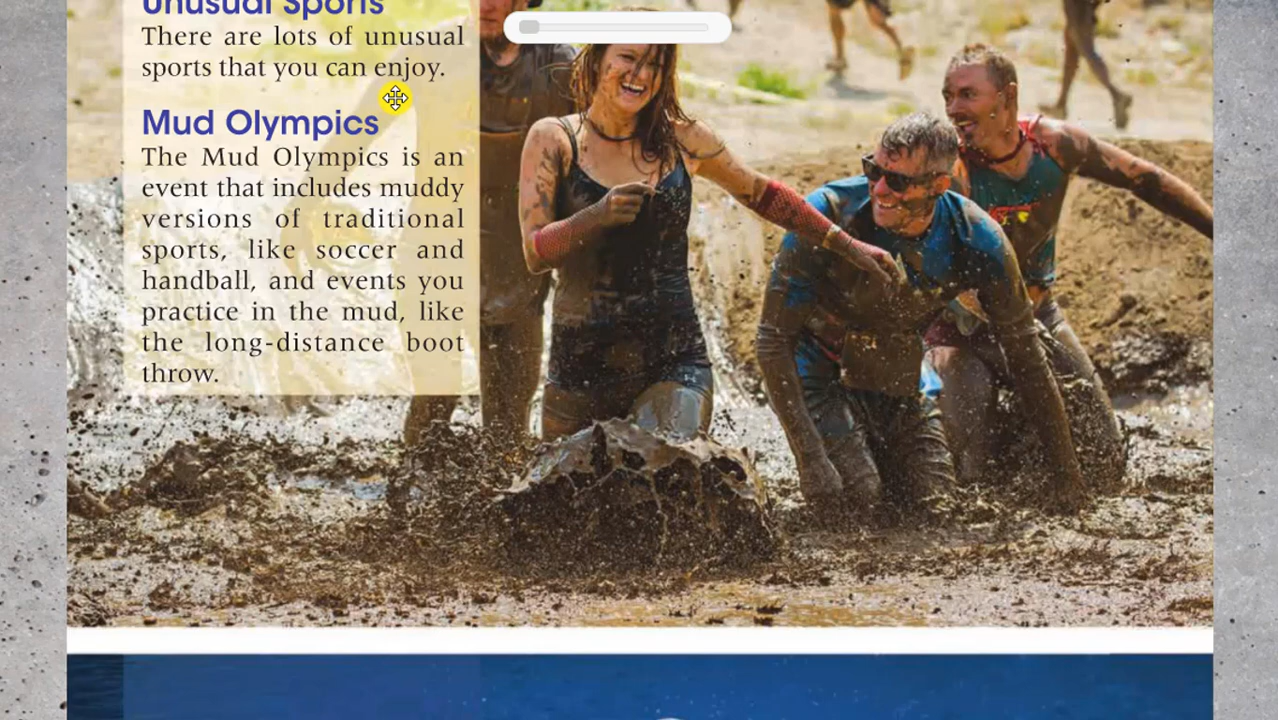 Unusual Sports
There are lots of unusual
sports that you can enjoy.
Mud Olympics
The Mud Olympics is an
event that includes muddy
versions of traditional
sports, like soccer and
handball, and events you
practice in the mud, like
the long-distance boot
throw.